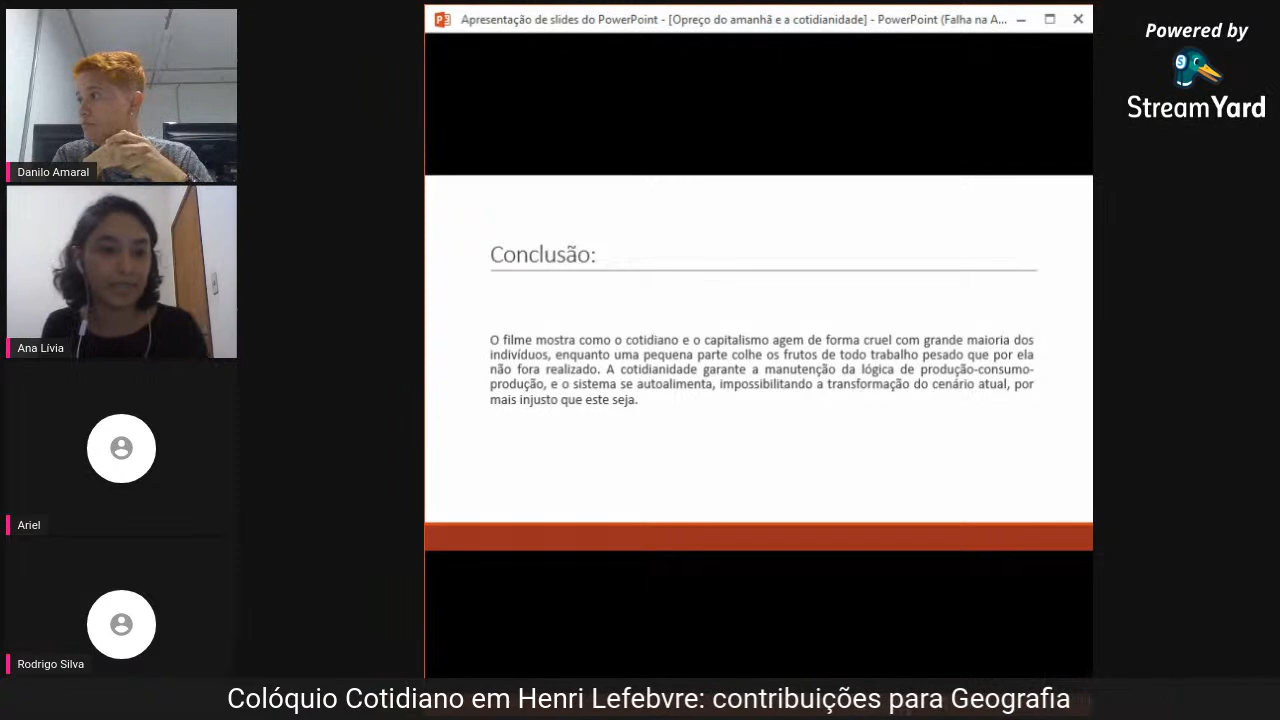 Apresentação de slides do PowerPoint - [Opreço do amanhã e a cotidianidade] - PowerPoint (Falha na A...
Powered by
StreamYard
Danilo Amaral
Ana Lívia
Ariel
Rodrigo Silva
Conclusão:
O filme mostra como o cotidiano e o capitalismo agem de forma cruel com grande maioria dos
indivíduos, enquanto uma pequena parte colhe os frutos de todo trabalho pesado que por ela
não fora realizado. A cotidianidade garante a manutenção da lógica de produção-consumo-
produção, e o sistema se autoalimenta, impossibilitando a transformação do cenário atual, por
mais injusto que este seja.
Colóquio Cotidiano em Henri Lefebvre: contribuições para Geografia